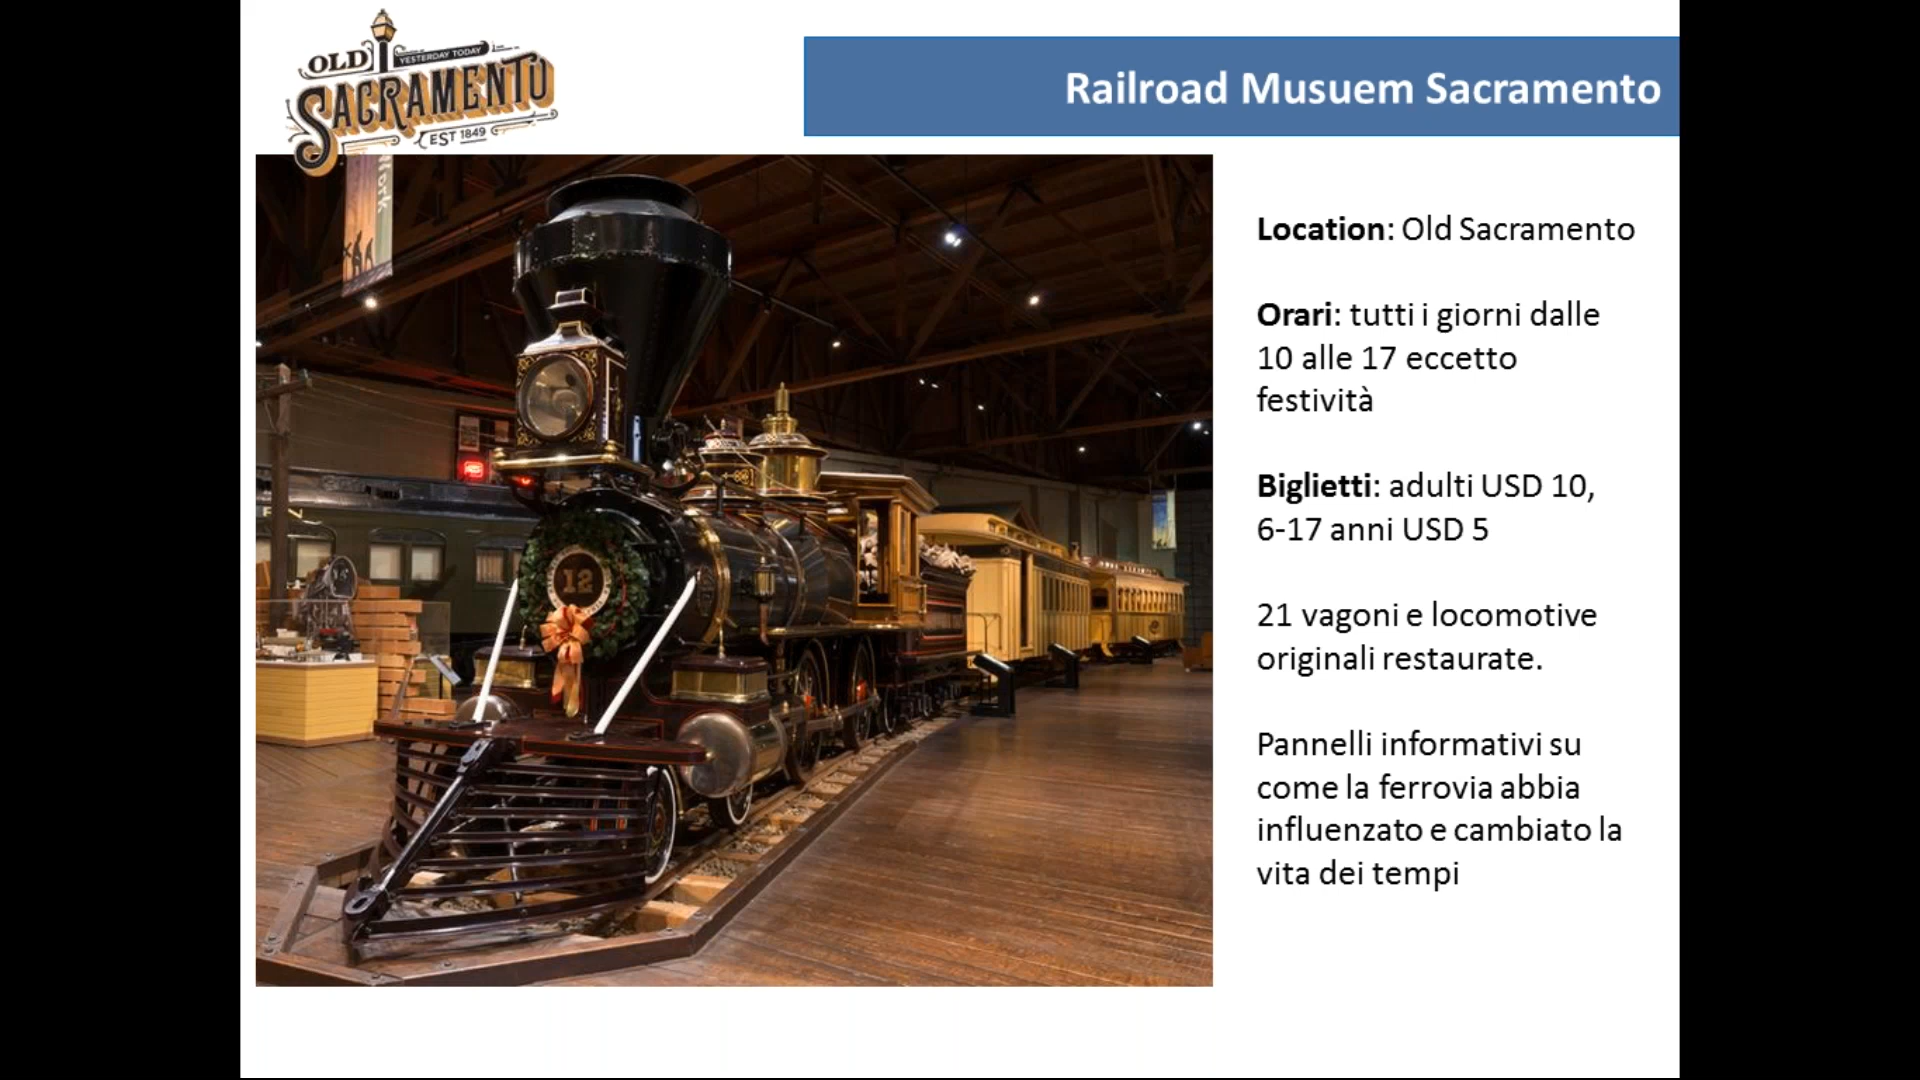 OLD
YESTERDAY TODAY
SACRAMENTO
EST 1849
Railroad Musuem Sacramento
Location: Old Sacramento
Orari: tutti i giorni dalle
10 alle 17 eccetto
festività
Biglietti: adulti USD 10,
6-17 anni USD 5
21 vagoni e locomotive
originali restaurate.
Pannelli informativi su
come la ferrovia abbia
influenzato e cambiato la
vita dei tempi
12